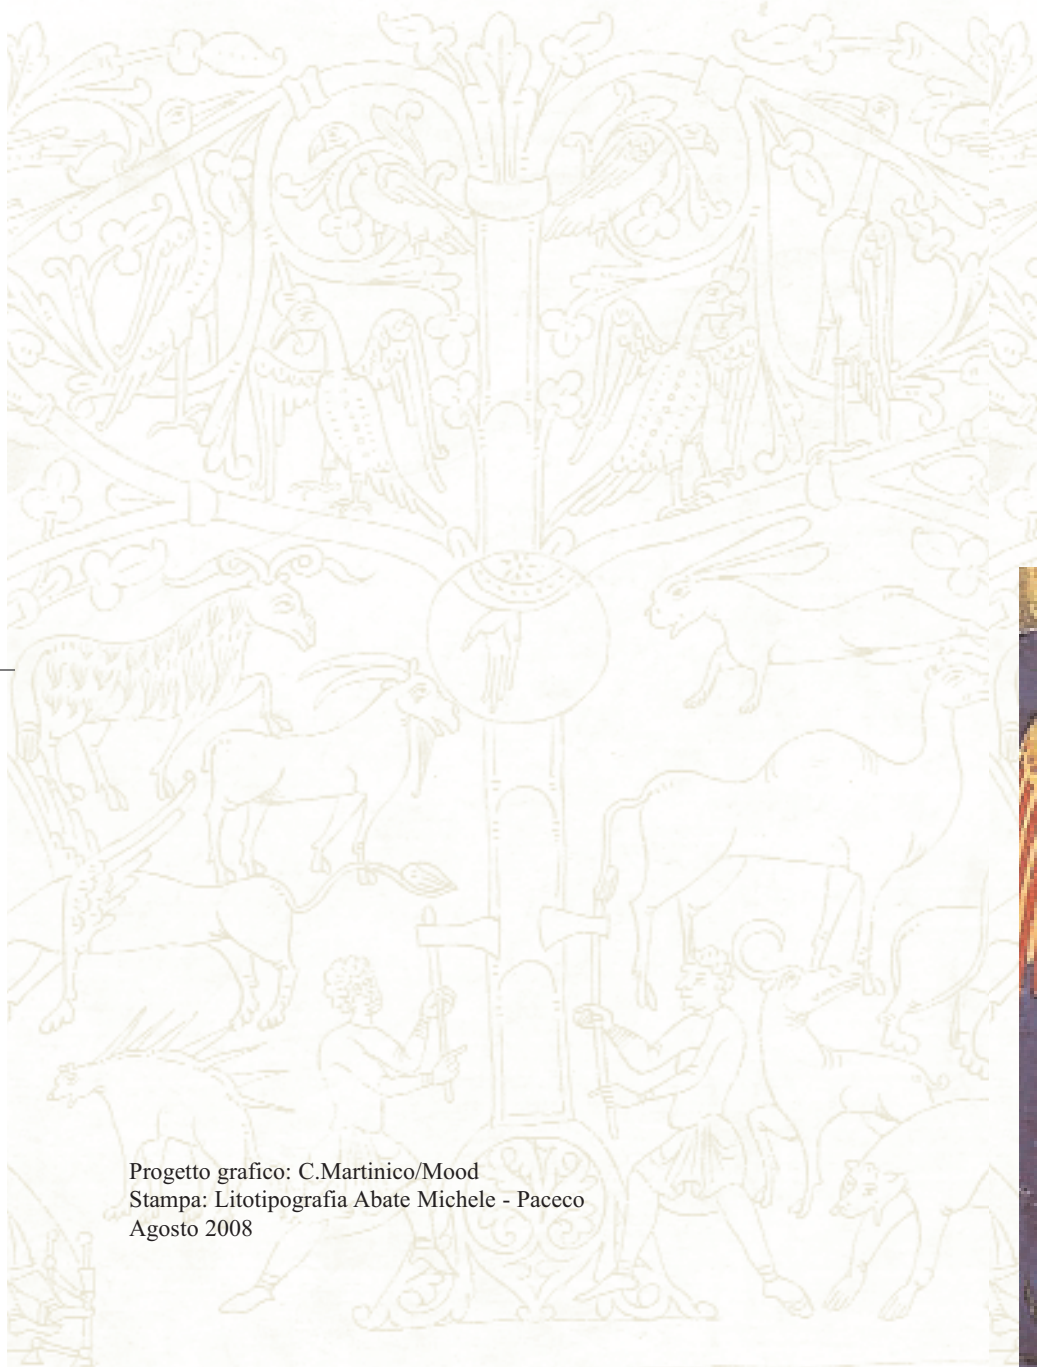 Progetto grafico: C.Martinico/Mood
Stampa: Litotipografia Abate Michele - Paceco
Agosto 2008